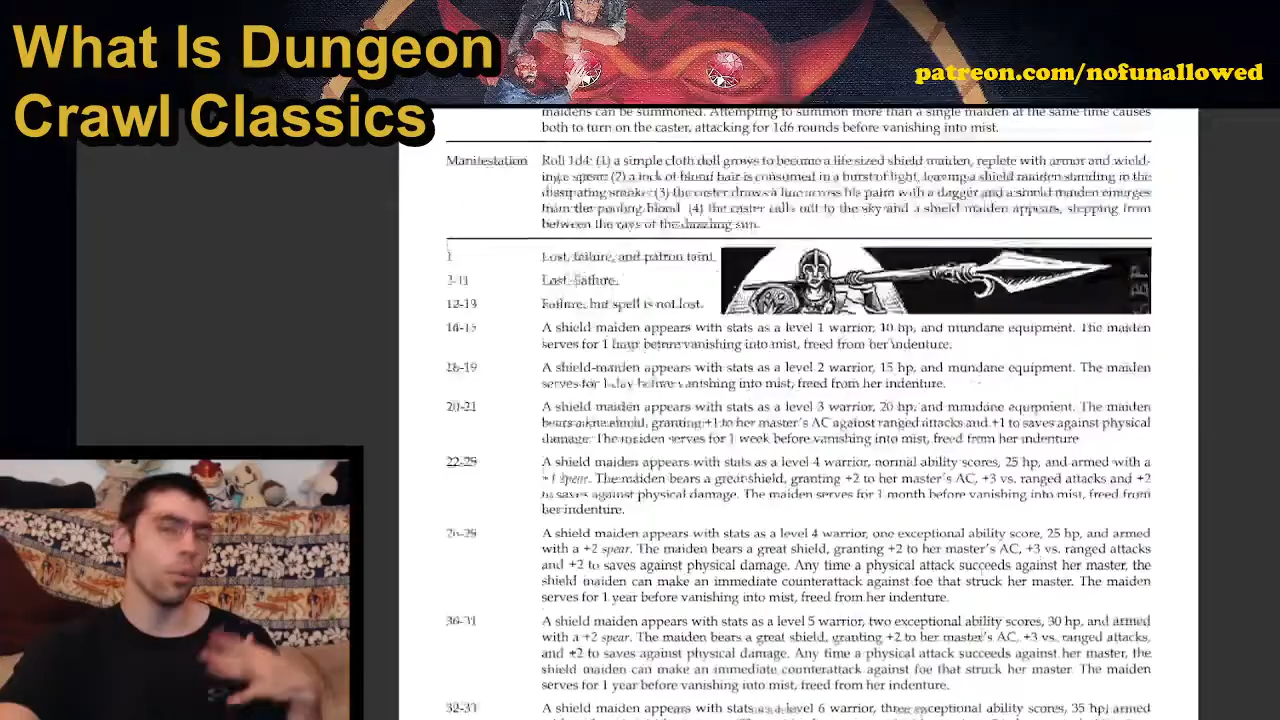 What Is Dungeon
Crawl Classics
patreon.com/nofunallowed
maidens can be summoned. Attempting to summon more than a single maiden at the same time causes
both to turn on the caster, attacking for 1d6 rounds before vanishing into mist.
Manifestation Roll 1d4: (1) a simple cloth doll grows to become a life sized shield maiden, replete with armor and wield-
ing a spear; (2) a lock of blond hair is consumed in a burst of light, leaving a shield maiden standing in the
dissipating smoke; (3) the caster draws a line across his palm with a dagger and a shield maiden emerges
from the pooling blood; (4) the caster calls out to the sky and a shield maiden appears, stepping from
between the rays of the dazzling sun.
1 Lost, failure, and patron taint.
Lost. Failure.
12-13 Failure, but spell is not lost.
A shield maiden appears with stats as a level 1 warrior, 10 hp, and mundane equipment. The maiden
serves for 1 hour before vanishing into mist, freed from her indenture.
A shield maiden appears with stats as a level 2 warrior, 15 hp, and mundane equipment. The maiden
serves for 1 day before vanishing into mist, freed from her indenture.
20-21 A shield maiden appears with stats as a level 3 warrior, 20 hp, and mundane equipment. The maiden
bears a shield, granting +1 to her master's AC against ranged attacks and +1 to saves against physical
damage. The maiden serves for 1 week before vanishing into mist, freed from her indenture
A shield maiden appears with stats as a level 4 warrior, normal ability scores, 25 hp, and armed with a
+1 spear. The maiden bears a great shield, granting +2 to her master's AC, +3 vs. ranged attacks and +2
to saves against physical damage. The maiden serves for 1 month before vanishing into mist, freed from
her indenture.
A shield maiden appears with stats as a level 4 warrior, one exceptional ability score, 25 hp, and armed
with a +2 spear. The maiden bears a great shield, granting +2 to her master's AC, +3 vs. ranged attacks
and +2 to saves against physical damage. Any time a physical attack succeeds against her master, the
shield maiden can make an immediate counterattack against foe that struck her master. The maiden
serves for 1 year before vanishing into mist, freed from her indenture.
A shield maiden appears with stats as a level 5 warrior, two exceptional ability scores, 30 hp, and armed
with a +2 spear. The maiden bears a great shield, granting +2 to her master's AC, +3 vs. ranged attacks,
and +2 to saves against physical damage. Any time a physical attack succeeds against her master, the
shield maiden can make an immediate counterattack against foe that struck her master. The maiden
serves for 1 year before vanishing into mist, freed from her indenture.
A shield maiden appears with stats as a level 6 warrior, three exceptional ability scores, 35 hp, armed